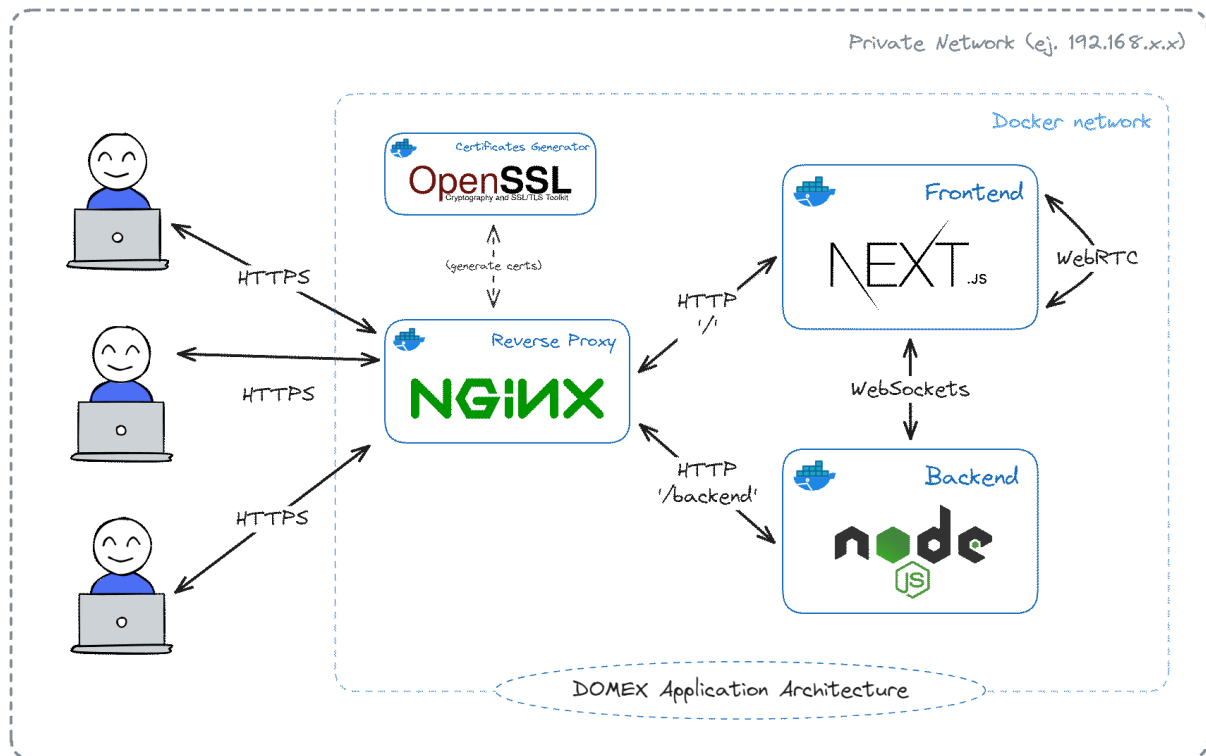 Private Network (ej. 192.168.x.x)
Docker network
Certificates Generator
OpenSSL
Cryptography and SSL/TLS Toolkit
(generate certs)
HTTPS
HTTPS
HTTPS
Reverse Proxy
NGiNX
HTTP
'/'
HTTP
'/backend'
Frontend
NEXT.JS
WebRTC
WebSockets
Backend
node
JS
DOMEX Application Architecture